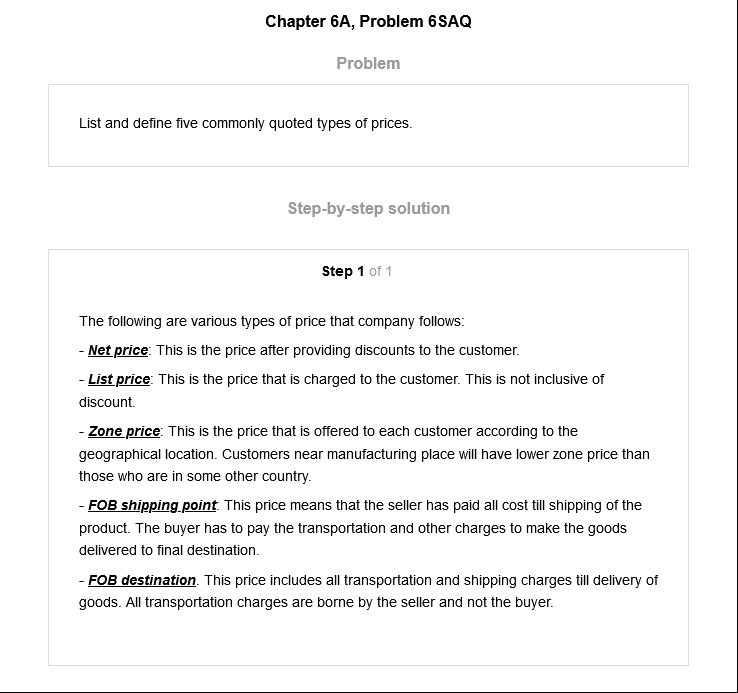 Chapter 6A, Problem 6SAQ
Problem
List and define five commonly quoted types of prices.
Step-by-step solution
Step 1 of 1
The following are various types of price that company follows:
- Net price: This is the price after providing discounts to the customer.
- List price: This is the price that is charged to the customer. This is not inclusive of
discount.
- Zone price: This is the price that is offered to each customer according to the
geographical location. Customers near manufacturing place will have lower zone price than
those who are in some other country.
- FOB shipping point: This price means that the seller has paid all cost till shipping of the
product. The buyer has to pay the transportation and other charges to make the goods
delivered to final destination.
- FOB destination. This price includes all transportation and shipping charges till delivery of
goods. All transportation charges are borne by the seller and not the buyer.